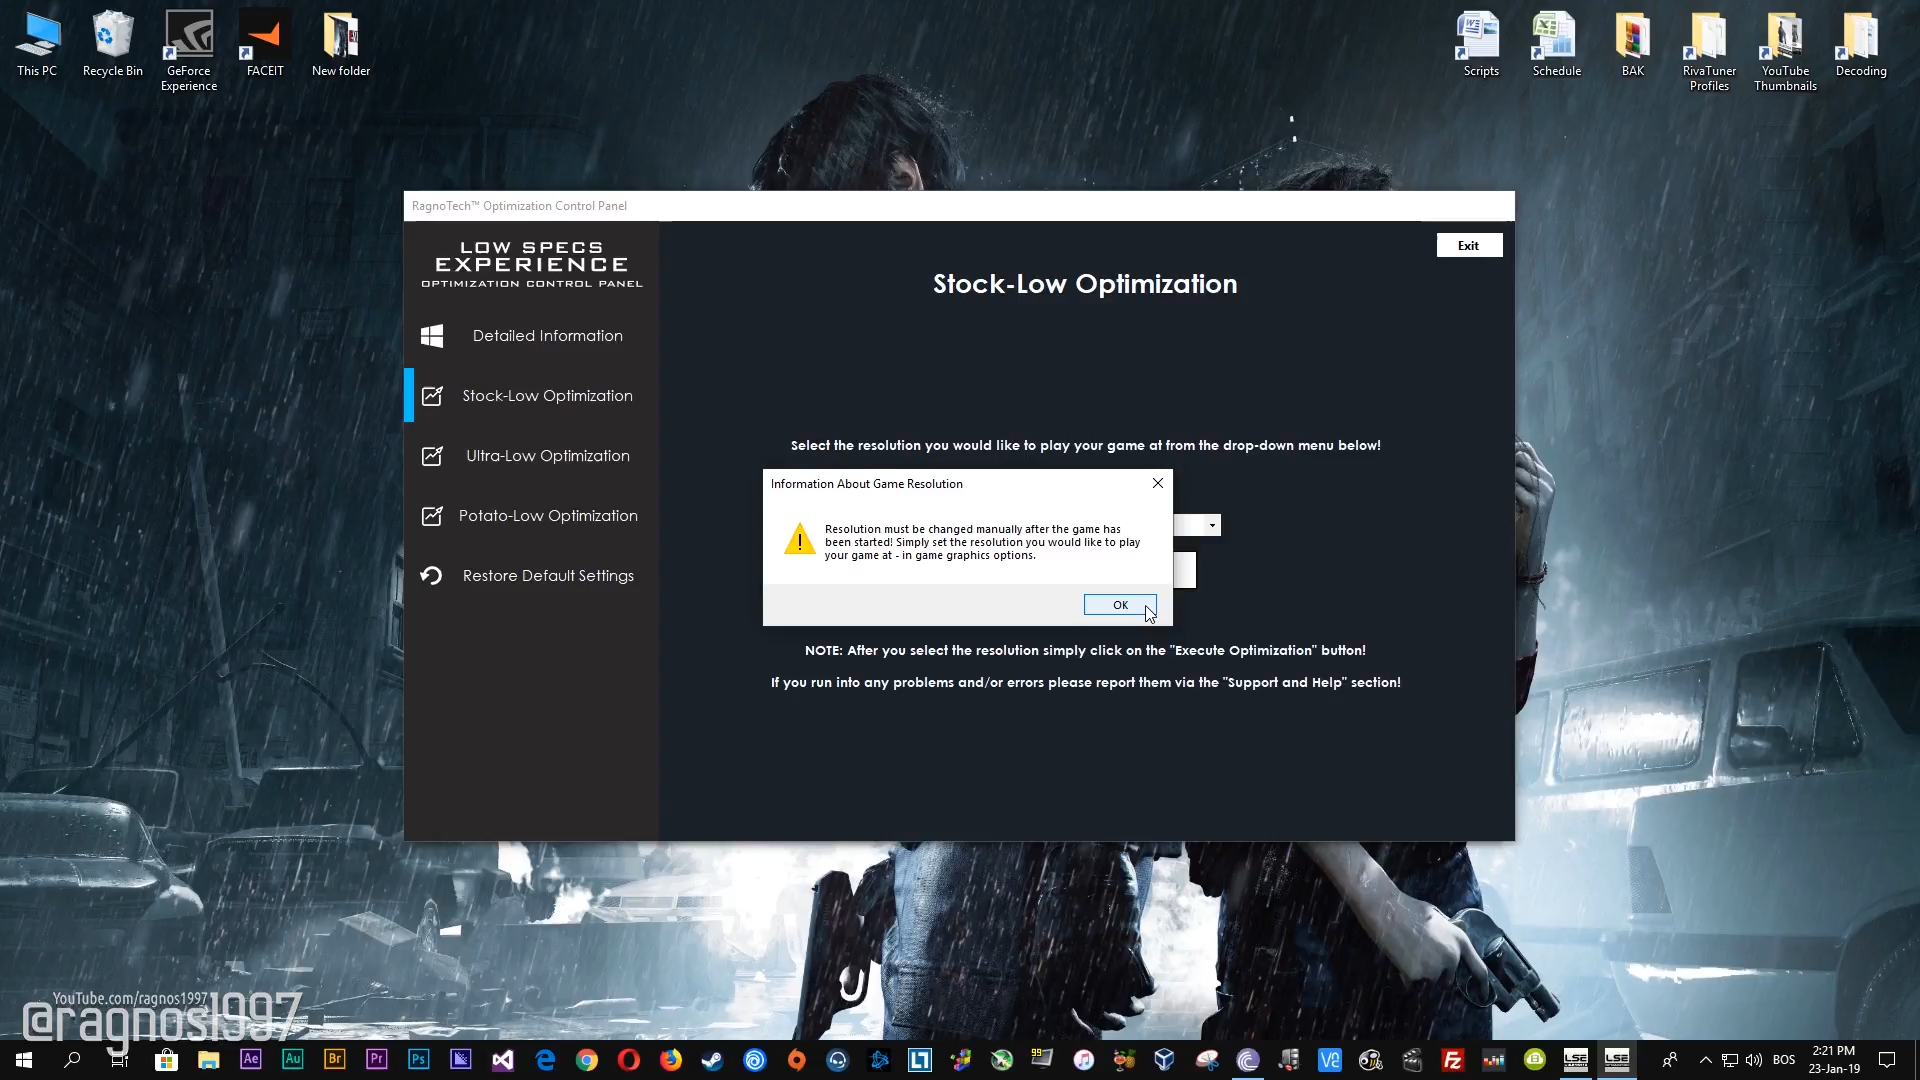 This PC
Recycle Bin
GeForce
Experience
FACEIT
New folder
Scripts
Schedule
BAK
RivaTuner
Profiles
YouTube
Thumbnails
Decoding
RagnoTech™ Optimization Control Panel
LOW SPECS
EXPERIENCE
OPTIMIZATION CONTROL PANEL
Detailed Information
Stock-Low Optimization
Ultra-Low Optimization
Potato-Low Optimization
Restore Default Settings
Exit
Stock-Low Optimization
Select the resolution you would like to play your game at from the drop-down menu below!
Information About Game Resolution
Resolution must be changed manually after the game has
been started! Simply set the resolution you would like to play
your game at - in game graphics options.
OK
NOTE: After you select the resolution simply click on the "Execute Optimization" button!
If you run into any problems and/or errors please report them via the "Support and Help" section!
YouTube.com/ragnos1997
@ragnos1997
Ae
Au
Br
Pr
Ps
99
LSE
LSE
BOS
2:21 PM
23-Jan-19